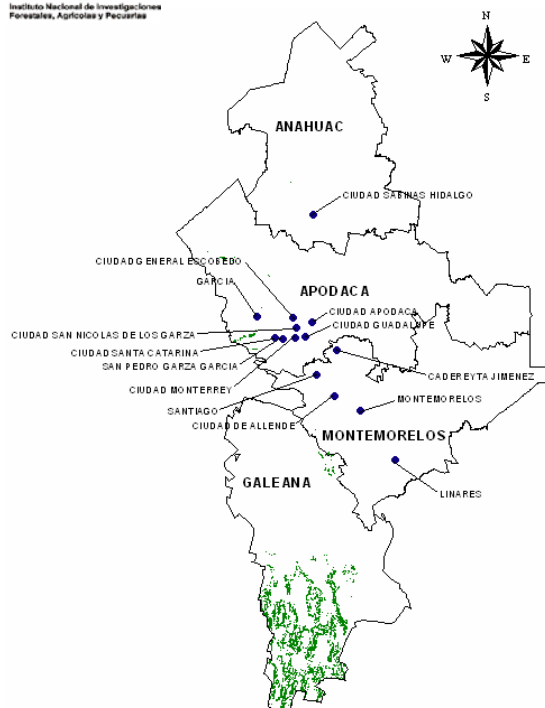 Instituto Nacional de Investigaciones
Forestales, Agrícolas y Pecuarias
N
W E
S
ANAHUAC
CIUDAD SABINAS HIDALGO
CIUDAD GENERAL ESCOBEDO
GARCIA
APODACA
CIUDAD APODACA
CIUDAD SAN NICOLAS DE LOS GARZA
CIUDAD GUADALUPE
CIUDAD SANTA CATARINA
SAN PEDRO GARZA GARCIA
CADEREYTA JIMENEZ
CIUDAD MONTERREY
MONTEMORELOS
SANTIAGO
CIUDAD DE ALLENDE
MONTEMORELOS
GALEANA
LINARES